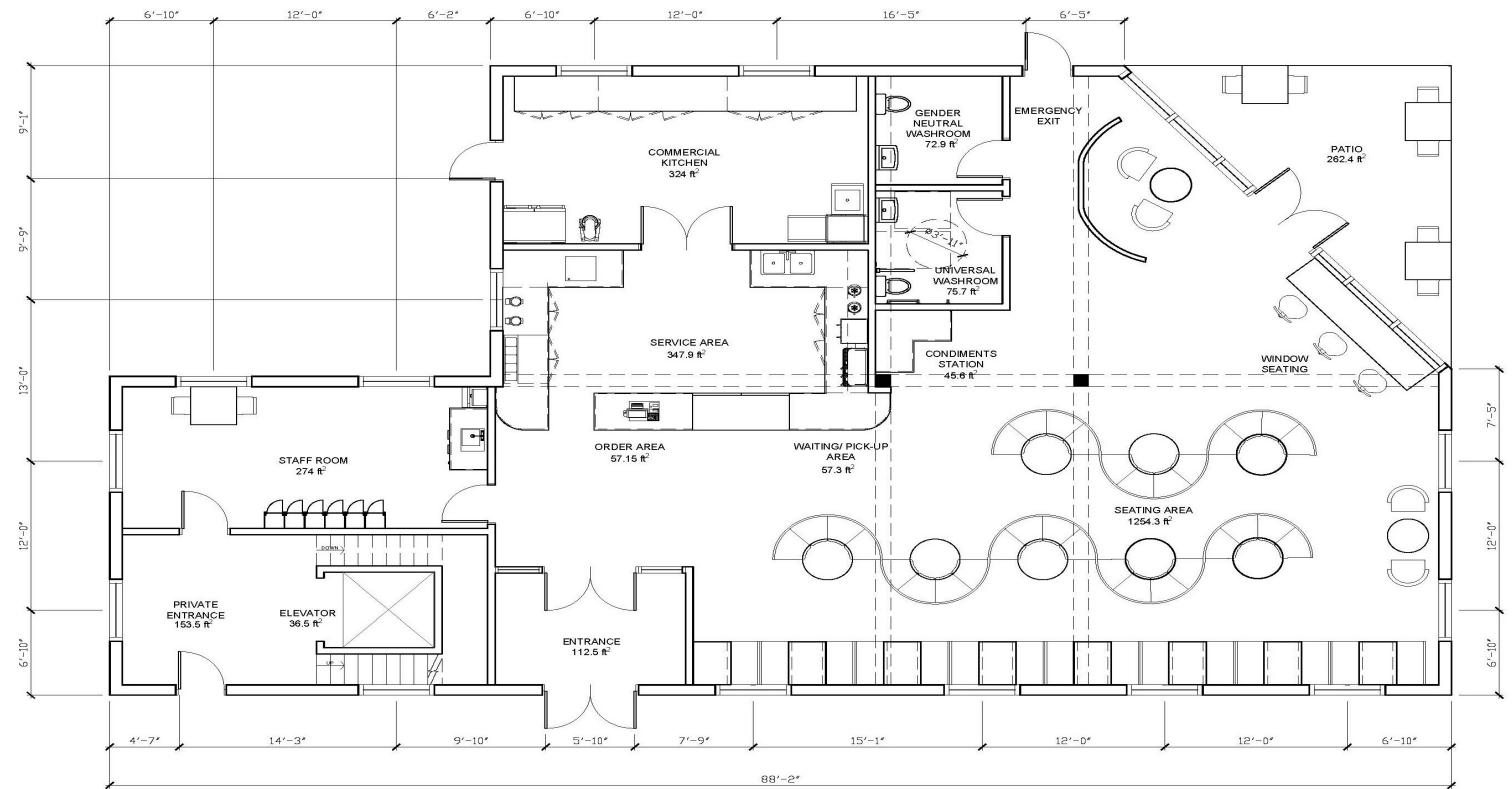 6'-10"
12'-0"
6'-2"
6'-10"
12'-0"
16'-5"
6'-5"
9'-1"
9'-9"
13'-0"
12'-0"
6'-10"
COMMERCIAL
KITCHEN
324 ft²
GENDER
NEUTRAL
WASHROOM
72.9 ft²
EMERGENCY
EXIT
PATIO
262.4 ft²
ø3'-11"
UNIVERSAL
WASHROOM
75.7 ft²
SERVICE AREA
347.9 ft²
CONDIMENTS
STATION
45.6 ft²
WINDOW
SEATING
7'-5"
12'-0"
6'-10"
STAFF ROOM
274 ft²
ORDER AREA
57.15 ft²
WAITING/ PICK-UP
AREA
57.3 ft²
SEATING AREA
1254.3 ft²
DOWN
PRIVATE
ENTRANCE
153.5 ft²
ELEVATOR
36.5 ft²
UP
ENTRANCE
112.5 ft²
4'-7"
14'-3"
9'-10"
5'-10"
7'-9"
15'-1"
12'-0"
12'-0"
6'-10"
88'-2"